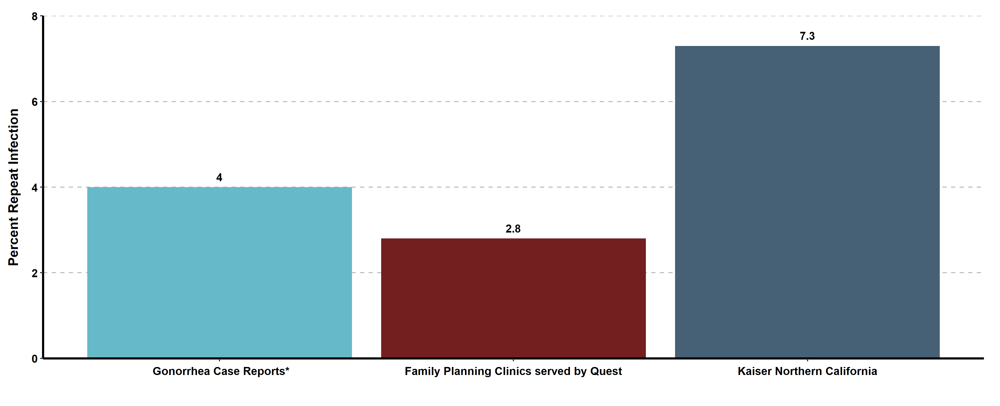 Percent Repeat Infection
8
6
4
2
0
4
2.8
7.3
Gonorrhea Case Reports*
Family Planning Clinics served by Quest
Kaiser Northern California